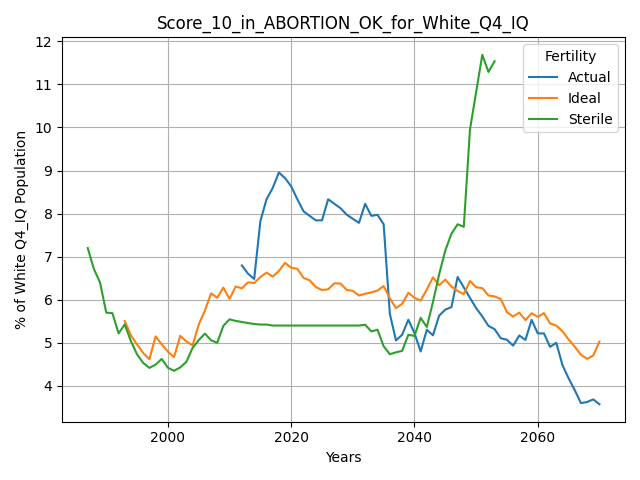 Score_10_in_ABORTION_OK_for_White_Q4_IQ
% of White Q4_IQ Population
12
11
10
9
8
7
6
5
4
Fertility
Actual
Ideal
Sterile
2000
2020
2040
2060
Years